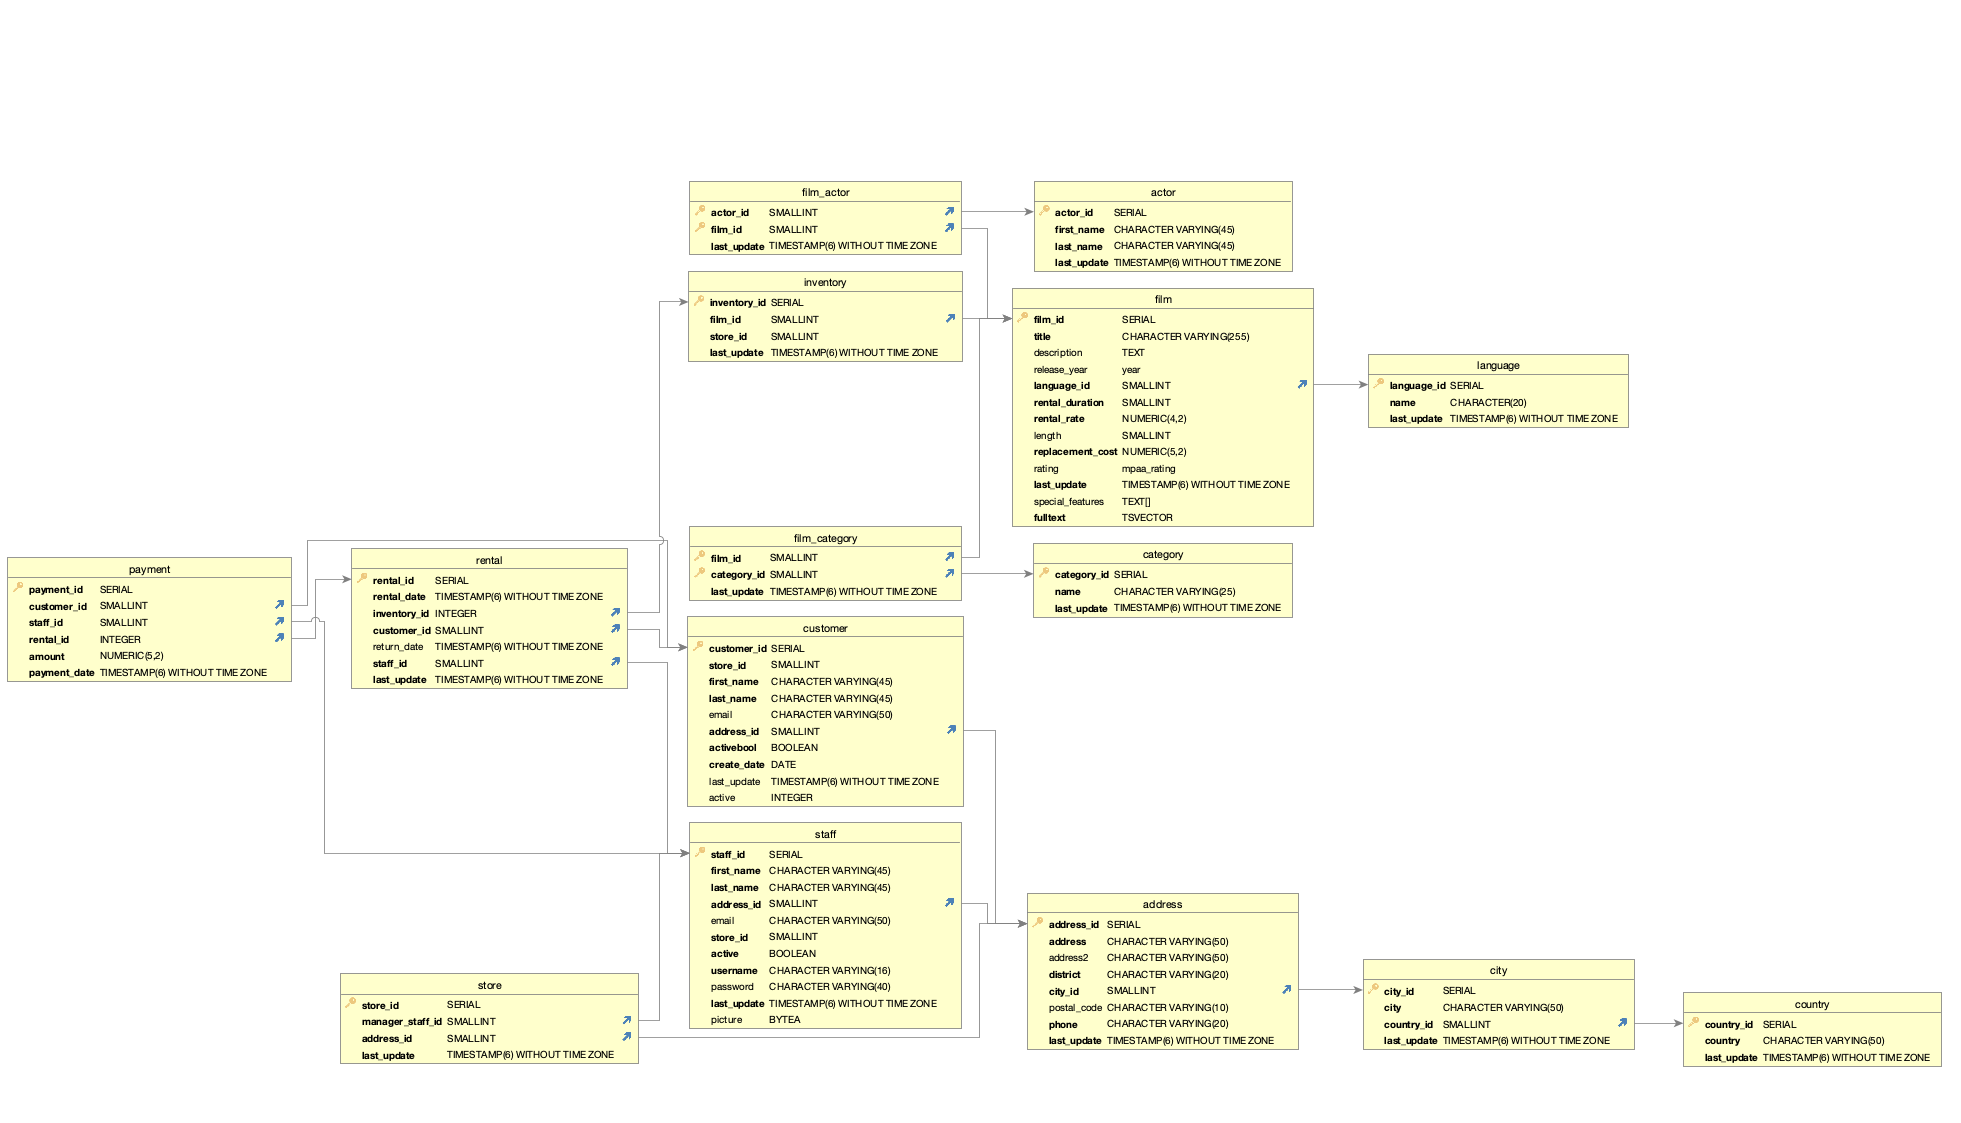 film_actor
actor_id SMALLINT
film_id SMALLINT
last_update TIMESTAMP(6) WITHOUT TIME ZONE
actor
actor_id SERIAL
first_name CHARACTER VARYING(45)
last_name CHARACTER VARYING(45)
last_update TIMESTAMP(6) WITHOUT TIME ZONE
inventory
inventory_id SERIAL
film_id SMALLINT
store_id SMALLINT
last_update TIMESTAMP(6) WITHOUT TIME ZONE
film
film_id SERIAL
title CHARACTER VARYING(255)
description TEXT
release_year year
language_id SMALLINT
rental_duration SMALLINT
rental_rate NUMERIC(4,2)
length SMALLINT
replacement_cost NUMERIC(5,2)
rating mpaa_rating
last_update TIMESTAMP(6) WITHOUT TIME ZONE
special_features TEXT[]
fulltext TSVECTOR
language
language_id SERIAL
name CHARACTER(20)
last_update TIMESTAMP(6) WITHOUT TIME ZONE
payment
payment_id SERIAL
customer_id SMALLINT
staff_id SMALLINT
rental_id INTEGER
amount NUMERIC(5,2)
payment_date TIMESTAMP(6) WITHOUT TIME ZONE
rental
rental_id SERIAL
rental_date TIMESTAMP(6) WITHOUT TIME ZONE
inventory_id INTEGER
customer_id SMALLINT
return_date TIMESTAMP(6) WITHOUT TIME ZONE
staff_id SMALLINT
last_update TIMESTAMP(6) WITHOUT TIME ZONE
film_category
film_id SMALLINT
category_id SMALLINT
last_update TIMESTAMP(6) WITHOUT TIME ZONE
category
category_id SERIAL
name CHARACTER VARYING(25)
last_update TIMESTAMP(6) WITHOUT TIME ZONE
customer
customer_id SERIAL
store_id SMALLINT
first_name CHARACTER VARYING(45)
last_name CHARACTER VARYING(45)
email CHARACTER VARYING(50)
address_id SMALLINT
activebool BOOLEAN
create_date DATE
last_update TIMESTAMP(6) WITHOUT TIME ZONE
active INTEGER
staff
staff_id SERIAL
first_name CHARACTER VARYING(45)
last_name CHARACTER VARYING(45)
address_id SMALLINT
email CHARACTER VARYING(50)
store_id SMALLINT
active BOOLEAN
username CHARACTER VARYING(16)
password CHARACTER VARYING(40)
last_update TIMESTAMP(6) WITHOUT TIME ZONE
picture BYTEA
store
store_id SERIAL
manager_staff_id SMALLINT
address_id SMALLINT
last_update TIMESTAMP(6) WITHOUT TIME ZONE
address
address_id SERIAL
address CHARACTER VARYING(50)
address2 CHARACTER VARYING(50)
district CHARACTER VARYING(20)
city_id SMALLINT
postal_code CHARACTER VARYING(10)
phone CHARACTER VARYING(20)
last_update TIMESTAMP(6) WITHOUT TIME ZONE
city
city_id SERIAL
city CHARACTER VARYING(50)
country_id SMALLINT
last_update TIMESTAMP(6) WITHOUT TIME ZONE
country
country_id SERIAL
country CHARACTER VARYING(50)
last_update TIMESTAMP(6) WITHOUT TIME ZONE